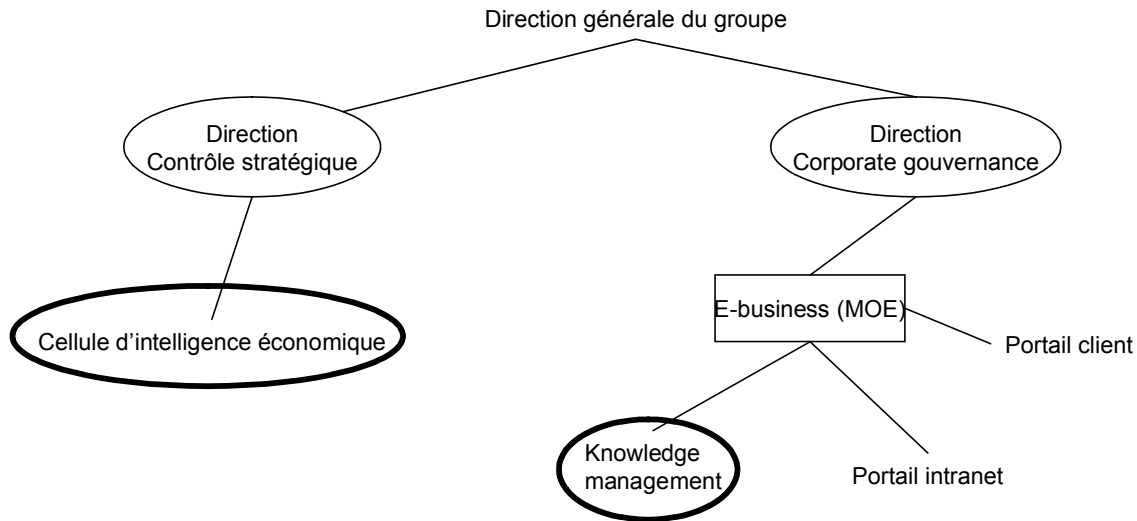 Direction générale du groupe
Direction
Contrôle stratégique
Direction
Corporate gouvernance
E-business (MOE)
Cellule d'intelligence économique
Portail client
Knowledge
management
Portail intranet